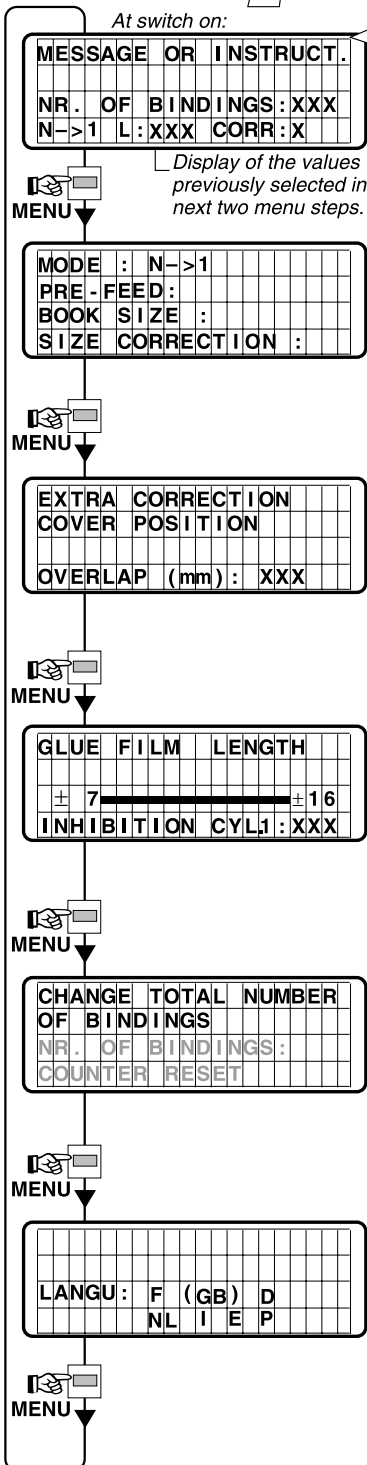 At switch on:
MESSAGE OR INSTRUCT.
NR. OF BINDINGS:XXX
N->1 L:XXX CORR:X
Display of the values
previously selected in
next two menu steps.
MENU
MODE : N->1
PRE-FEED:
BOOK SIZE :
SIZE CORRECTION :
MENU
EXTRA CORRECTION
COVER POSITION
OVERLAP (mm): XXX
MENU
GLUE FILM LENGTH
± 7 ±16
INHIBITION CYL.1:XXX
MENU
CHANGE TOTAL NUMBER
OF BINDINGS
NR. OF BINDINGS:
COUNTER RESET
MENU
LANGU: F (GB) D
NL I E P
MENU